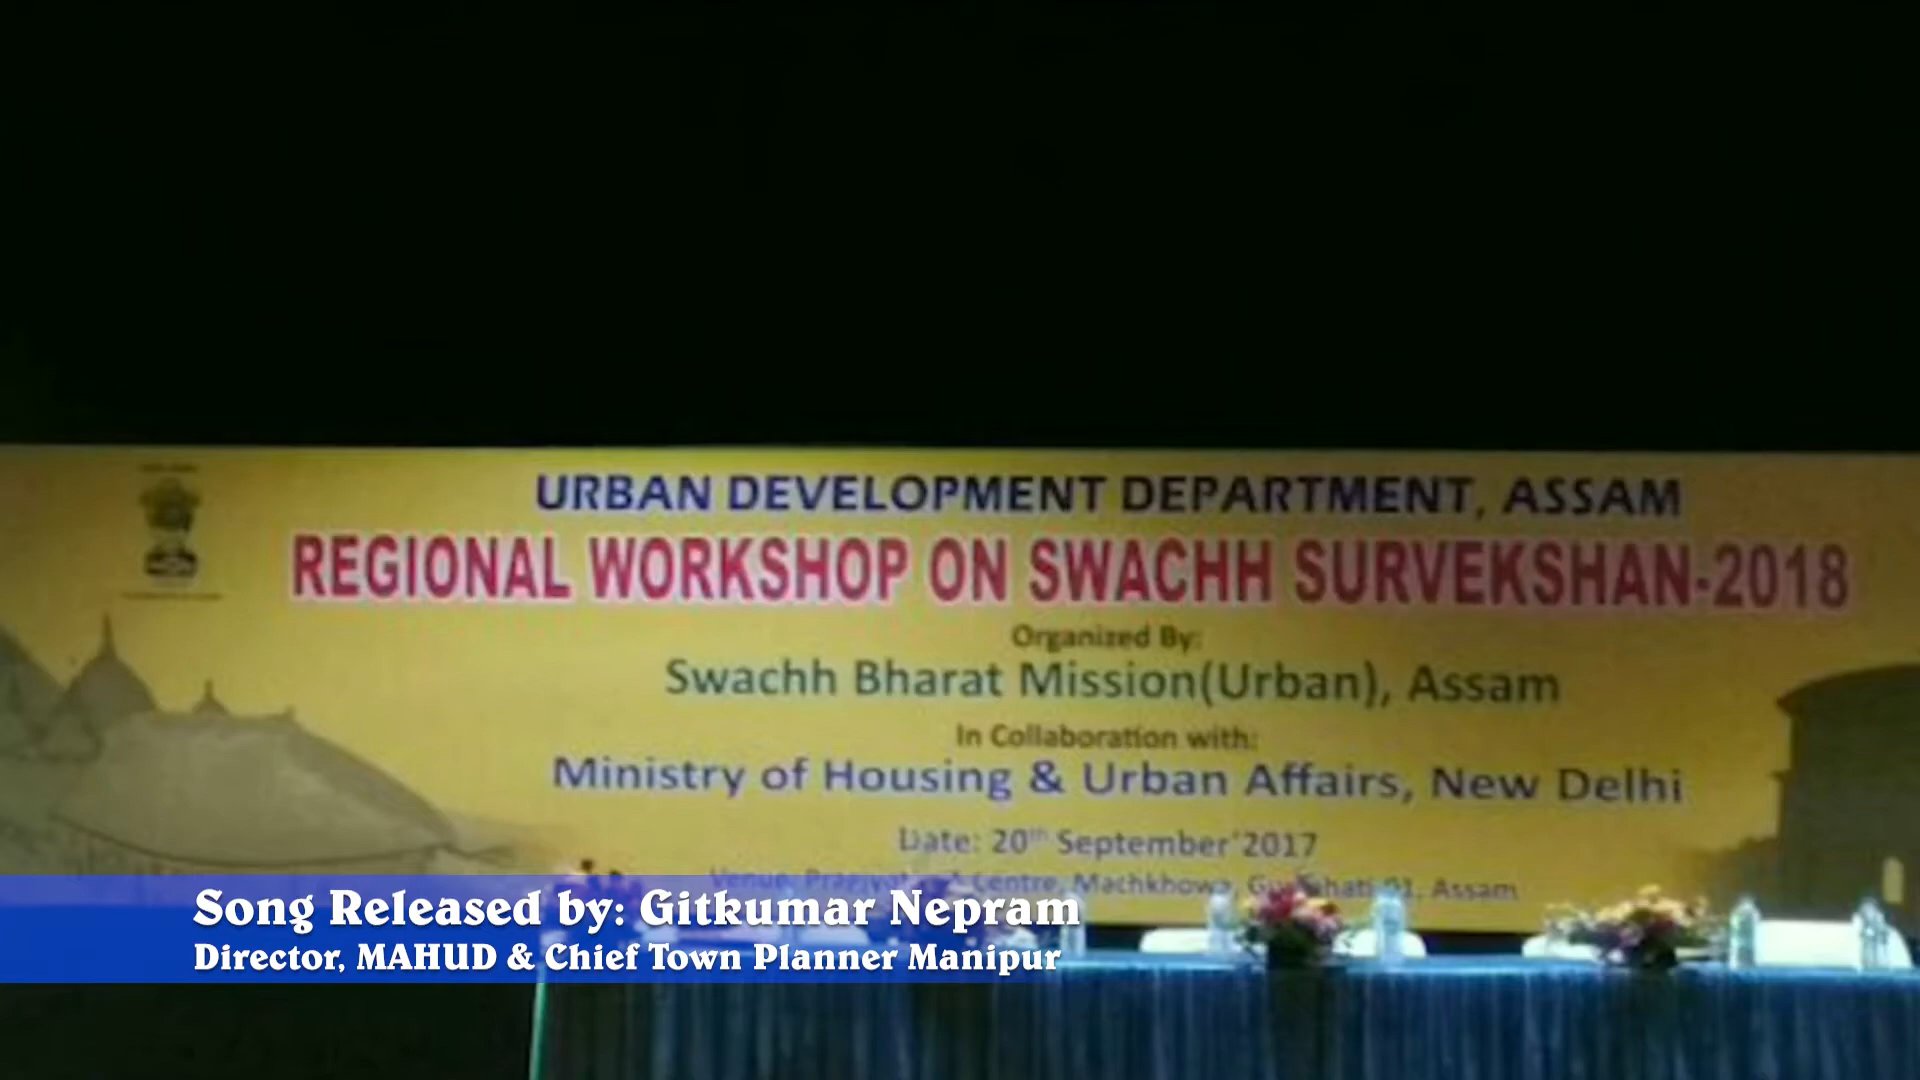 URBAN DEVELOPMENT DEPARTMENT, ASSAM
REGIONAL WORKSHOP ON SWACHH SURVEKSHAN-2018
Organized By:
Swachh Bharat Mission(Urban), Assam
In Collaboration with:
Ministry of Housing & Urban Affairs, New Delhi
Date: 20th September'2017
Venue, Centre, Machkhowa, Assam
Song Released by: Gitkumar Nepram
Director, MAHUD & Chief Town Planner Manipur